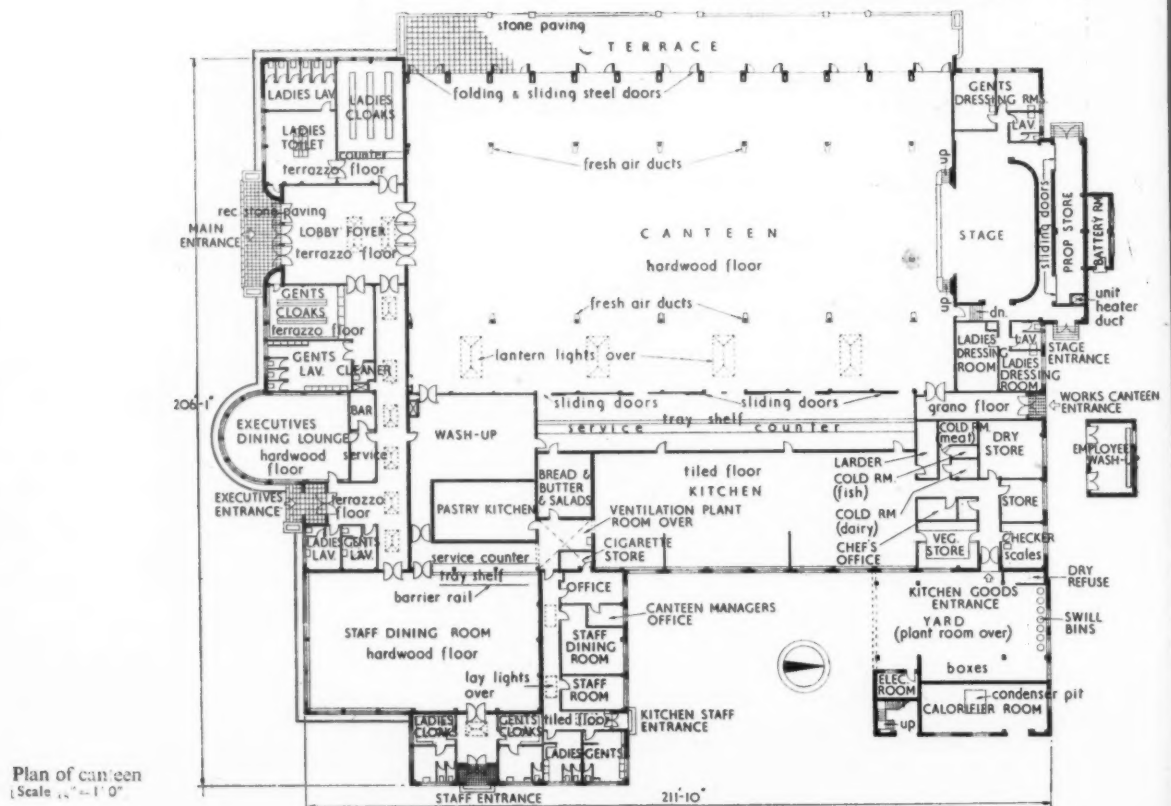 stone paving
TERRACE
folding & sliding steel doors
LADIES LAV.
LADIES
CLOAKS
LADIES
TOILET
counter
terrazzo floor
GENTS
DRESSING RMS.
LAV.
up
fresh air ducts
rec stone paving
MAIN
ENTRANCE
LOBBY FOYER
terrazzo floor
CANTEEN
hardwood floor
STAGE
sliding doors
PROP STORE
BATTERY RM.
GENTS
CLOAKS
terrazzo floor
fresh air ducts
up
dn.
unit
heater
duct
GENTS
LAV.
CLEANER
lantern lights over
LADIES
DRESSING
ROOM
LAV.
LADIES
DRESSING
ROOM
STAGE
ENTRANCE
206'-1"
sliding doors
sliding doors
tray shelf
service counter
grano floor
WORKS CANTEEN
ENTRANCE
EXECUTIVES
DINING LOUNGE
hardwood
floor
BAR
service
WASH-UP
BREAD &
BUTTER
& SALADS
tiled floor
KITCHEN
LARDER
COLD RM.
(meat)
COLD RM.
(fish)
COLD RM
(dairy)
DRY
STORE
EMPLOYEE
WASH-
EXECUTIVES
ENTRANCE
terrazzo
floor
PASTRY KITCHEN
VENTILATION PLANT
ROOM OVER
CIGARETTE
STORE
CHEF'S
OFFICE
STORE
VEG.
STORE
CHECKER
scales
LADIES
LAV.
GENTS
LAV.
service counter
tray shelf
barrier rail
OFFICE
CANTEEN MANAGERS
OFFICE
KITCHEN GOODS
ENTRANCE
DRY
REFUSE
STAFF DINING ROOM
hardwood floor
STAFF
DINING
ROOM
YARD
(plant room over)
SWILL
BINS
boxes
lay lights
over
STAFF
ROOM
ELEC.
ROOM
condenser pit
CALORIFIER ROOM
up
LADIES
CLOAKS
GENTS
CLOAKS
tiled floor
KITCHEN STAFF
ENTRANCE
LADIES
GENTS
STAFF ENTRANCE
211'-10"
Plan of canteen